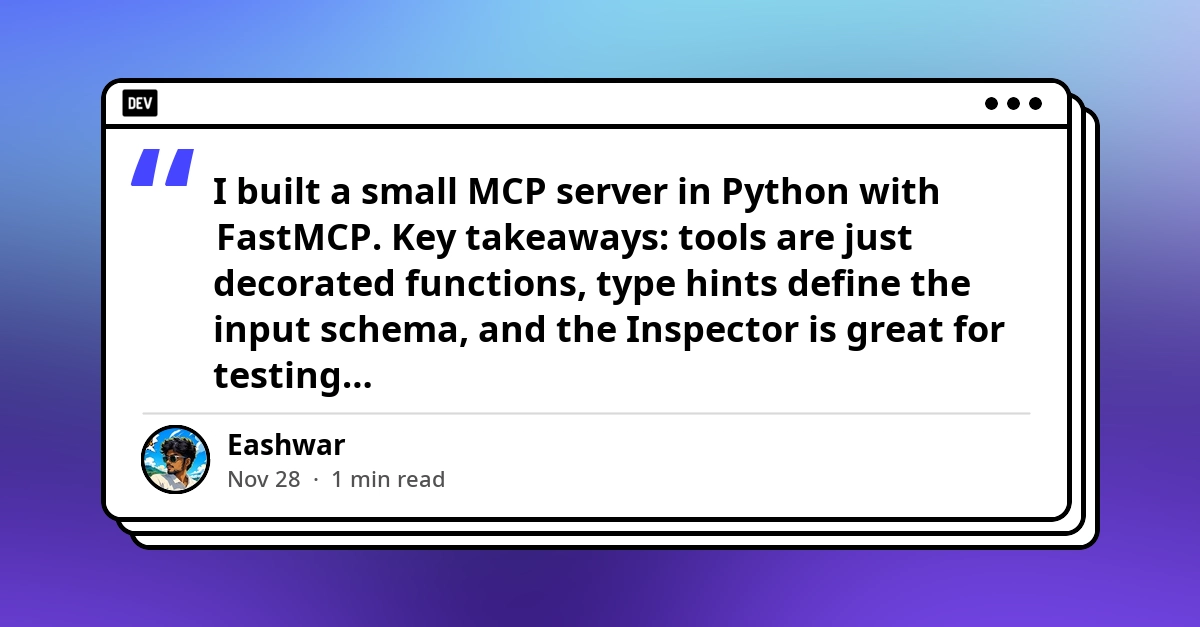 DEV
“
I built a small MCP server in Python with
FastMCP. Key takeaways: tools are just
decorated functions, type hints define the
input schema, and the Inspector is great for
testing...
Eashwar
Nov 28 · 1 min read